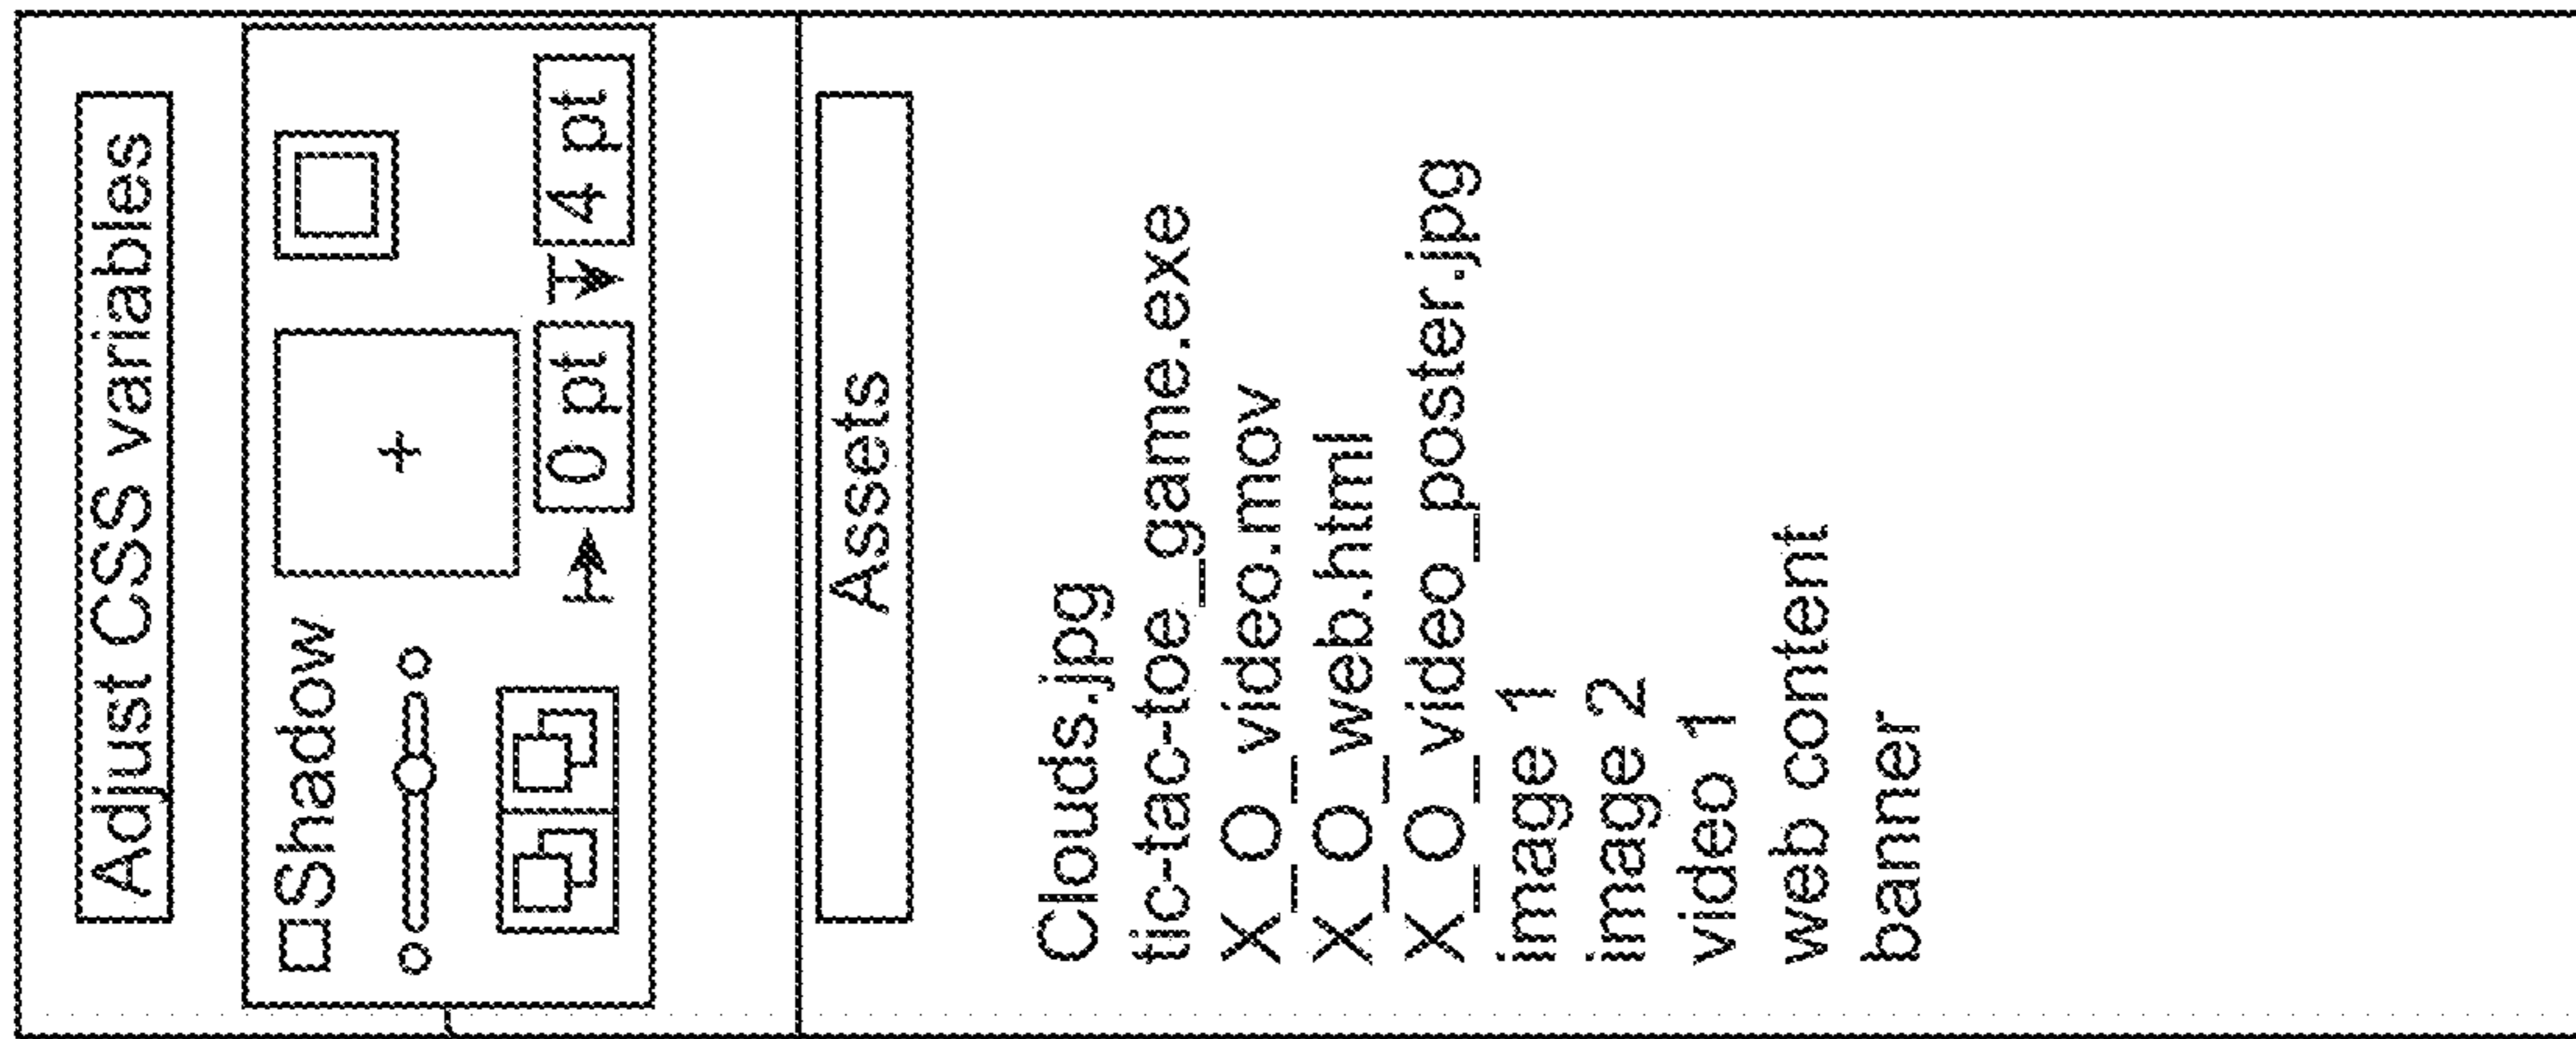 Adjust CSS variables
Shadow
0 pt 4 pt
Assets
Clouds.jpg
tic-tac-toe_game.exe
X_O_video.mov
X_O_web.html
X_O_video_poster.jpg
image 1
image 2
video 1
web content
banner